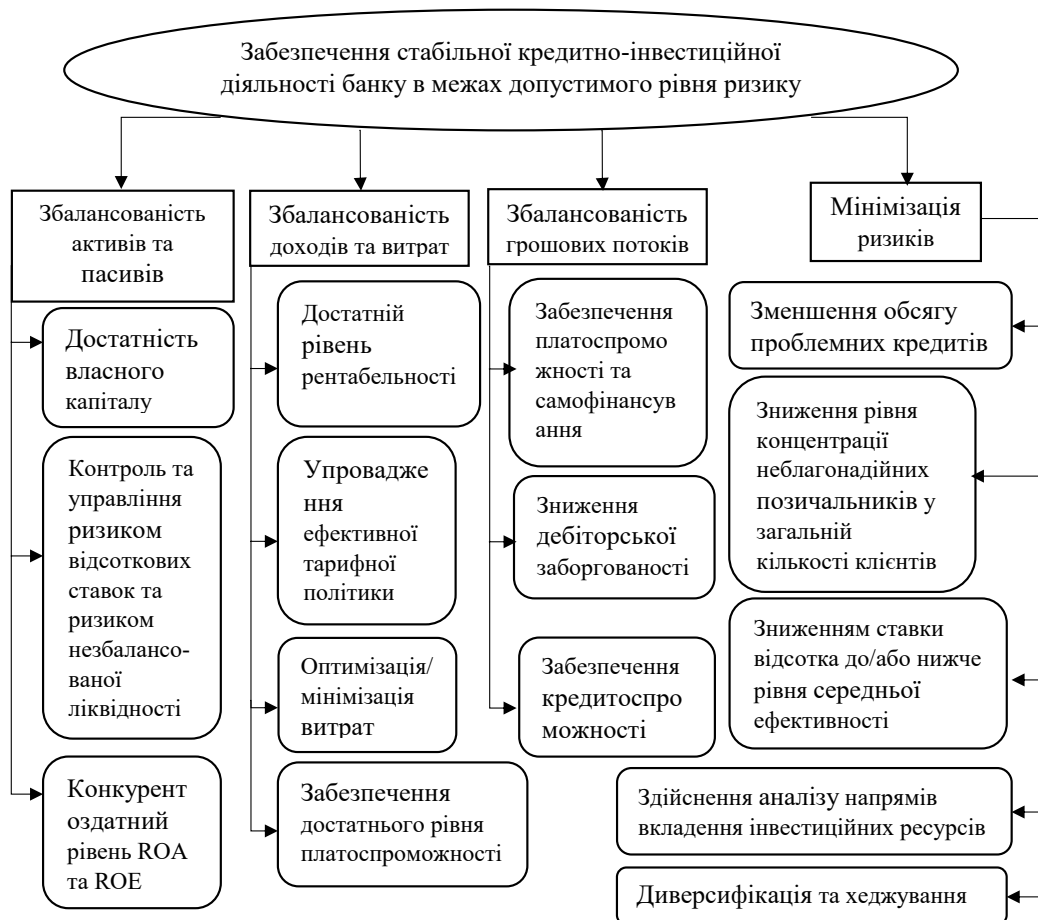 Забезпечення стабільної кредитно-інвестиційної
діяльності банку в межах допустимого рівня ризику
Збалансованість
активів та
пасивів
Достатність
власного
капіталу
Контроль та
управління
ризиком
відсоткових
ставок та
ризиком
незбалансо-
ваної
ліквідності
Конкурент
оздатний
рівень ROA
та ROE
Збалансованість
доходів та витрат
Достатній
рівень
рентабельності
Упровадже
ння
ефективної
тарифної
політики
Оптимізація/
мінімізація
витрат
Забезпечення
достатнього рівня
платоспроможності
Збалансованість
грошових потоків
Забезпечення
платоспромо
жності та
самофінансув
ання
Зниження
дебіторської
заборгованості
Забезпечення
кредитоспро
можності
Мінімізація
ризиків
Зменшення обсягу
проблемних кредитів
Зниження рівня
концентрації
неблагонадійних
позичальників у
загальній
кількості клієнтів
Зниженням ставки
відсотка до/або нижче
рівня середньої
ефективності
Здійснення аналізу напрямів
вкладення інвестиційних ресурсів
Диверсифікація та хеджування